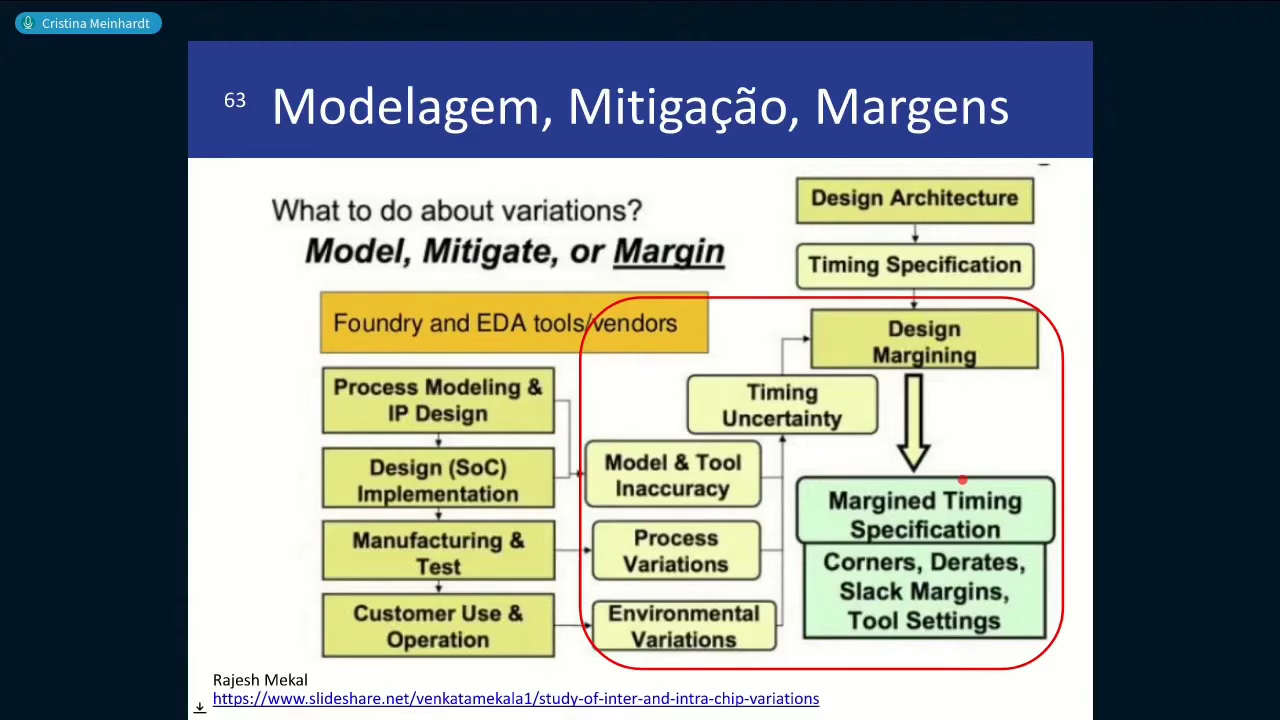 Cristina Meinhardt
63
Modelagem, Mitigação, Margens
What to do about variations?
Model, Mitigate, or Margin
Foundry and EDA tools/vendors
Process Modeling &
IP Design
Design (SoC)
Implementation
Manufacturing &
Test
Customer Use &
Operation
Model & Tool
Inaccuracy
Process
Variations
Environmental
Variations
Timing
Uncertainty
Design Architecture
Timing Specification
Design
Margining
Margined Timing
Specification
Corners, Derates,
Slack Margins,
Tool Settings
Rajesh Mekal
https://www.slideshare.net/venkatamekala1/study-of-inter-and-intra-chip-variations